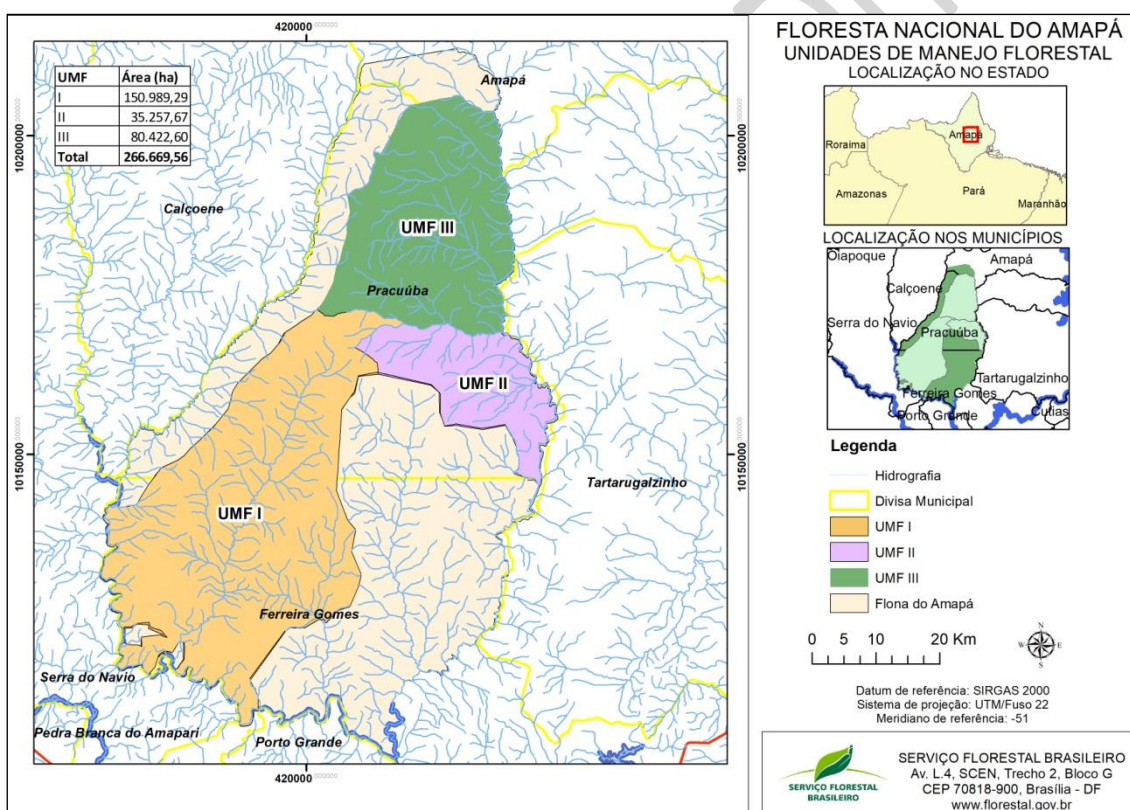 420000,000000
UMF Área (ha)
I 150.989,29
II 35.257,67
III 80.422,60
Total 266.669,56
Amapá
10200000,000000
10200000,000000
Calçoene
UMF III
Pracuúba
UMF II
10150000,000000
10150000,000000
Tartarugalzinho
UMF I
Ferreira Gomes
Serra do Navio
Pedra Branca do Amapari
Porto Grande
420000,000000
FLORESTA NACIONAL DO AMAPÁ
UNIDADES DE MANEJO FLORESTAL
LOCALIZAÇÃO NO ESTADO
Amapá
Roraima
Amazonas
Pará
Maranhão
LOCALIZAÇÃO NOS MUNICÍPIOS
Oiapoque
Amapá
Calçoene
Serra do Navio
Pracuúba
Tartarugalzinho
Ferreira Gomes
Porto Grande
Cutias
Legenda
Hidrografia
Divisa Municipal
UMF I
UMF II
UMF III
Flona do Amapá
0 5 10 20 Km
N
W E
S
Datum de referência: SIRGAS 2000
Sistema de projeção: UTM/Fuso 22
Meridiano de referência: -51
SERVIÇO FLORESTAL
BRASILEIRO
SERVIÇO FLORESTAL BRASILEIRO
Av. L.4, SCEN, Trecho 2, Bloco G
CEP 70818-900, Brasília - DF
www.florestal.gov.br